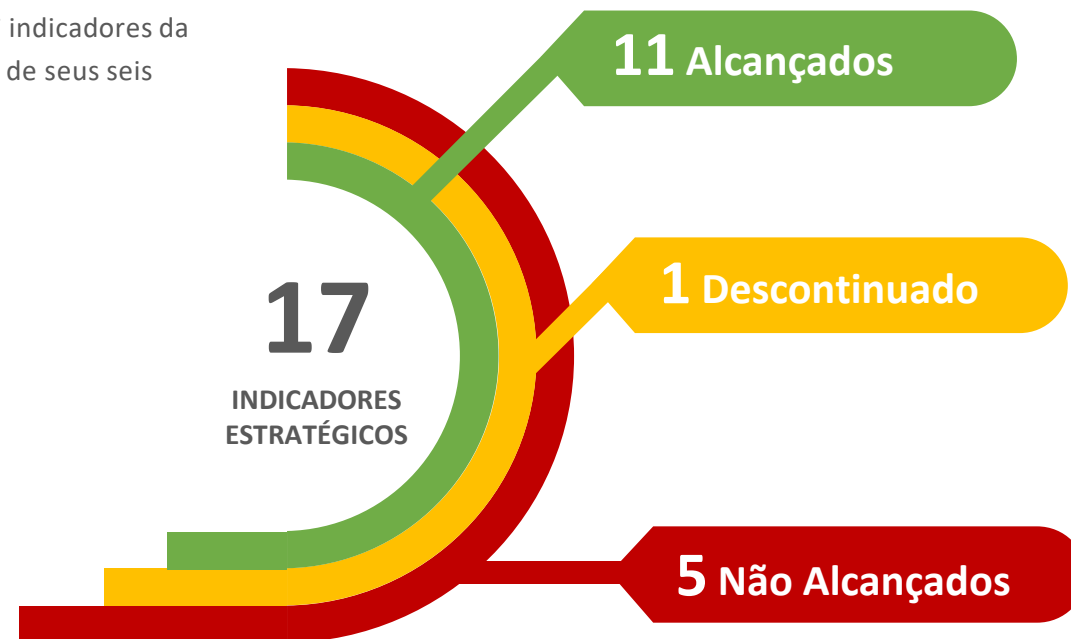 indicadores da
de seus seis
11 Alcançados
1 Descontinuado
17
INDICADORES
ESTRATÉGICOS
5 Não Alcançados